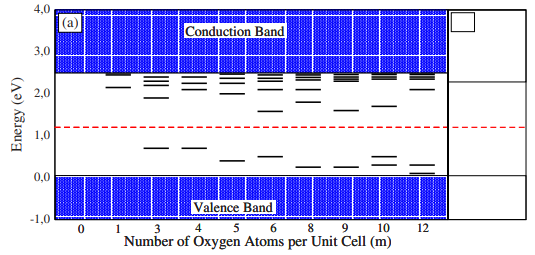 (a)
Conduction Band
4,0
3,0
2,0
1,0
0,0
-1,0
Energy (eV)
Valence Band
0 1 3 4 5 6 8 9 10 12
Number of Oxygen Atoms per Unit Cell (m)